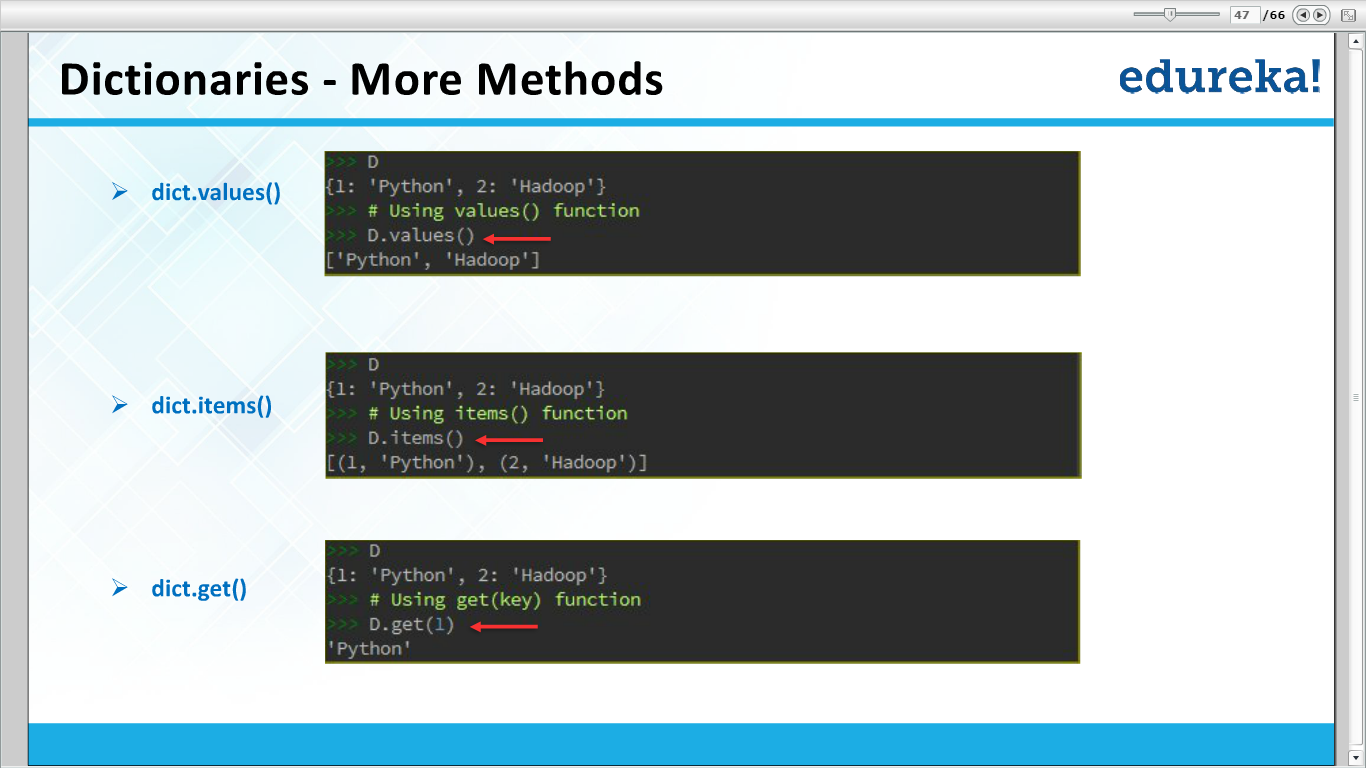 47 /66
Dictionaries - More Methods
edureka!
dict.values()
>>> D
{1: 'Python', 2: 'Hadoop'}
>>> # Using values() function
>>> D.values()
['Python', 'Hadoop']
dict.items()
>>> D
{1: 'Python', 2: 'Hadoop'}
>>> # Using items() function
>>> D.items()
[(1, 'Python'), (2, 'Hadoop')]
dict.get()
>>> D
{1: 'Python', 2: 'Hadoop'}
>>> # Using get(key) function
>>> D.get(1)
'Python'